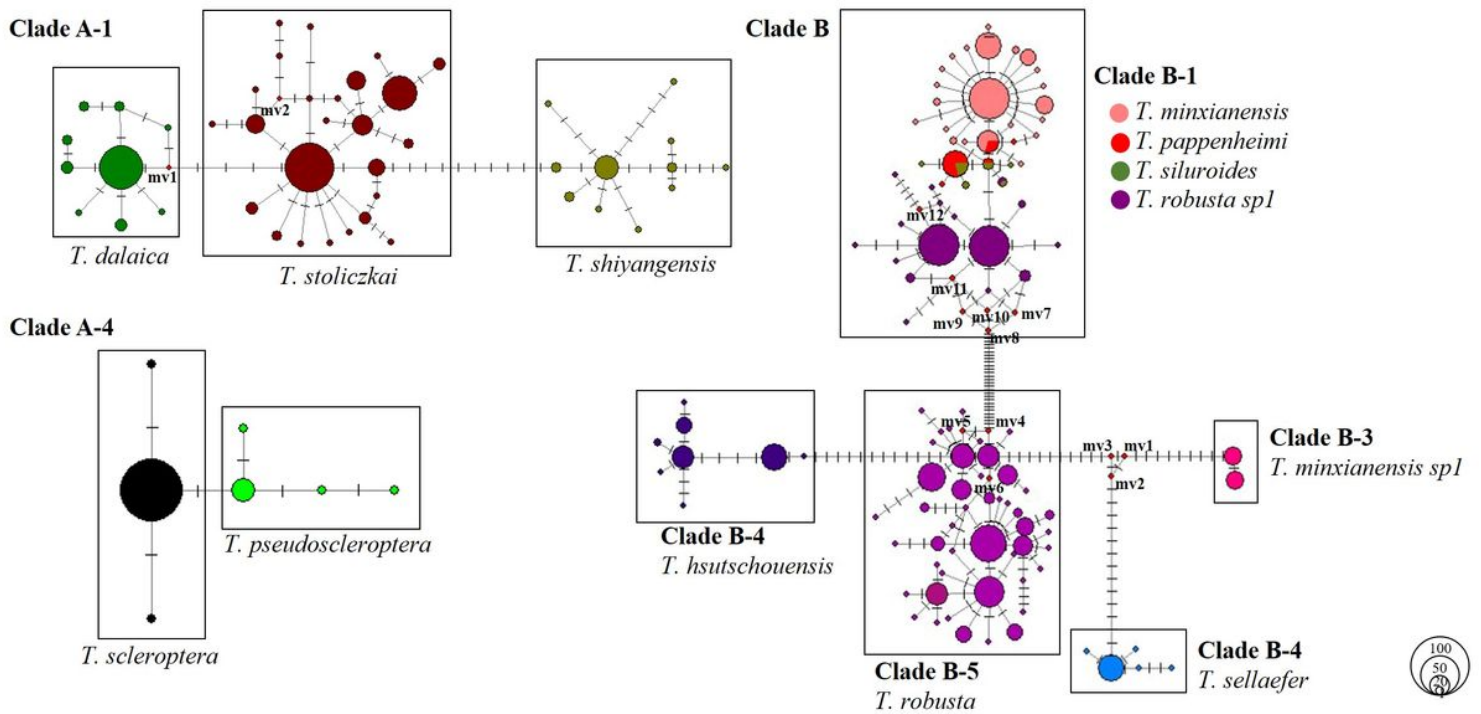 Clade A-1
mv1
T. dalaica
mv2
T. stoliczkai
T. shiyangensis
Clade B
Clade B-1
T. minxianensis
T. pappenheimi
T. siluroides
T. robusta sp1
mv12
mv11
mv9
mv10
mv7
mv8
Clade A-4
T. scleroptera
T. pseudoscleroptera
Clade B-4
T. hsutschouensis
mv5
mv4
mv6
Clade B-5
T. robusta
mv3
mv1
mv2
Clade B-3
T. minxianensis sp1
Clade B-4
T. sellaefer
100
50
20